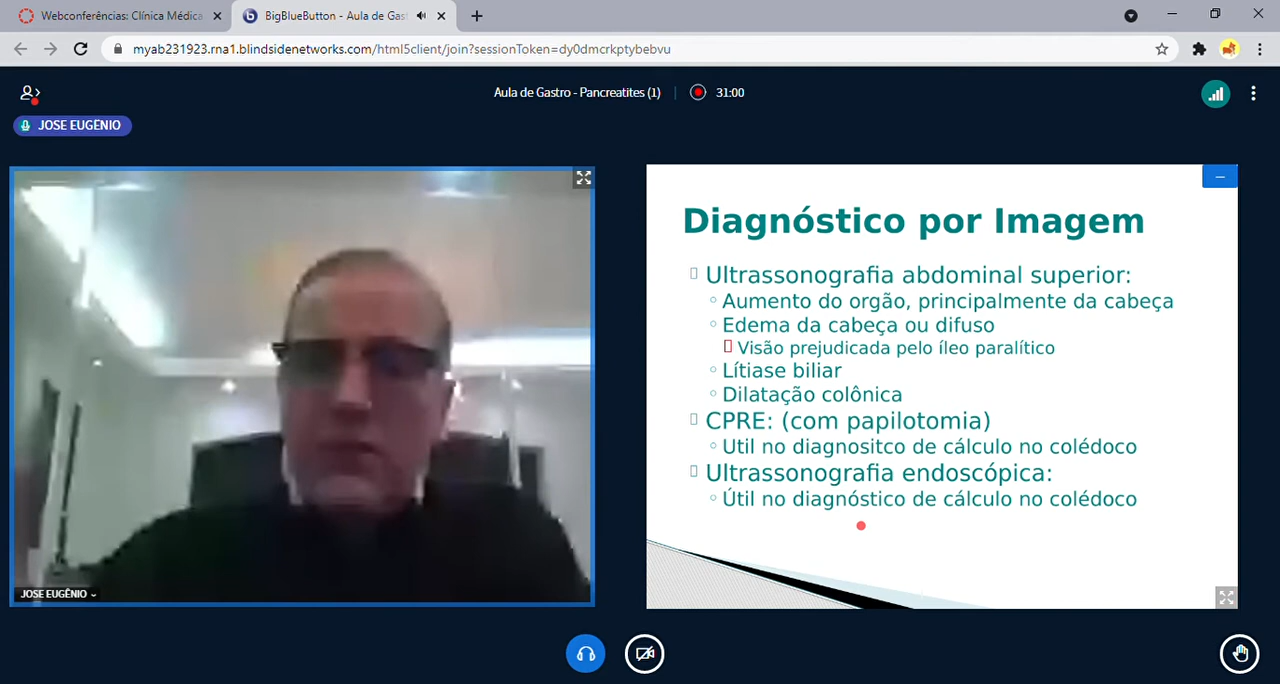 Webconferências: Clínica Médica
BigBlueButton - Aula de Gas
myab231923.rna1.blindsidenetworks.com/html5client/join?sessionToken=dy0dmcrkptybebvu
Aula de Gastro - Pancreatites (1)
31:00
JOSE EUGÊNIO
JOSE EUGÊNIO
Diagnóstico por Imagem
Ultrassonografia abdominal superior:
Aumento do orgão, principalmente da cabeça
Edema da cabeça ou difuso
Visão prejudicada pelo íleo paralítico
Lítiase biliar
Dilatação colônica
CPRE: (com papilotomia)
Util no diagnositco de cálculo no colédoco
Ultrassonografia endoscópica:
Útil no diagnóstico de cálculo no colédoco